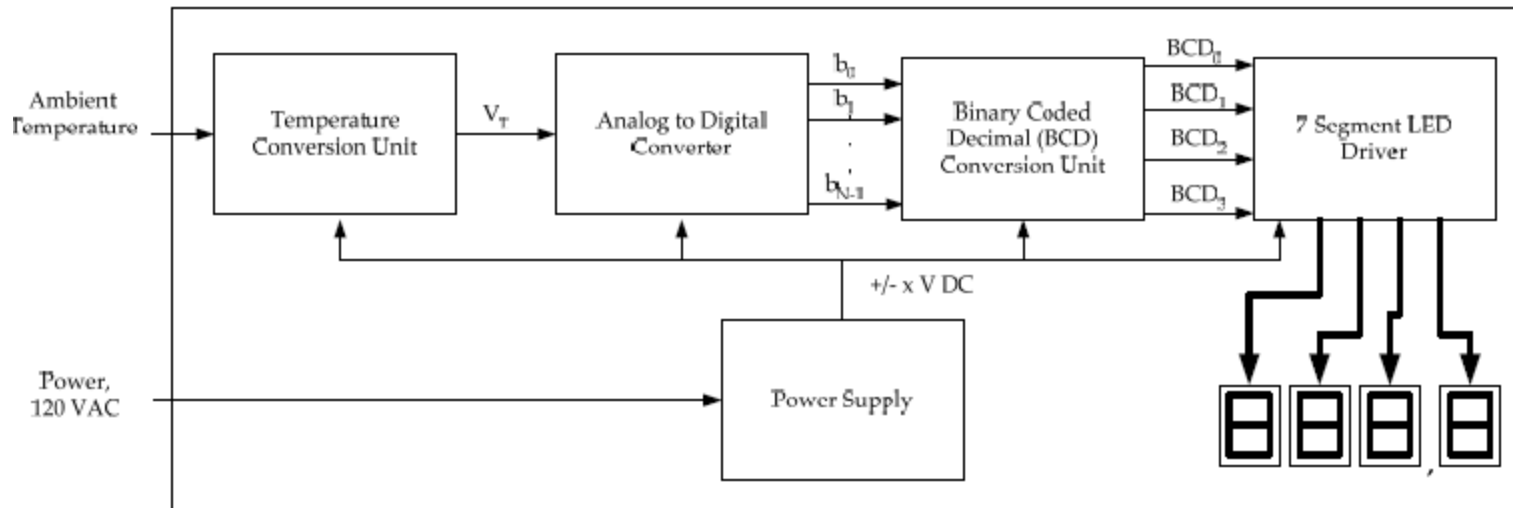 Ambient
Temperature
Temperature
Conversion Unit
V_T
Analog to Digital
Converter
b_0
b_1
b_N-1
Binary Coded
Decimal (BCD)
Conversion Unit
BCD_0
BCD_1
BCD_2
BCD_3
7 Segment LED
Driver
+/- x V DC
Power,
120 VAC
Power Supply